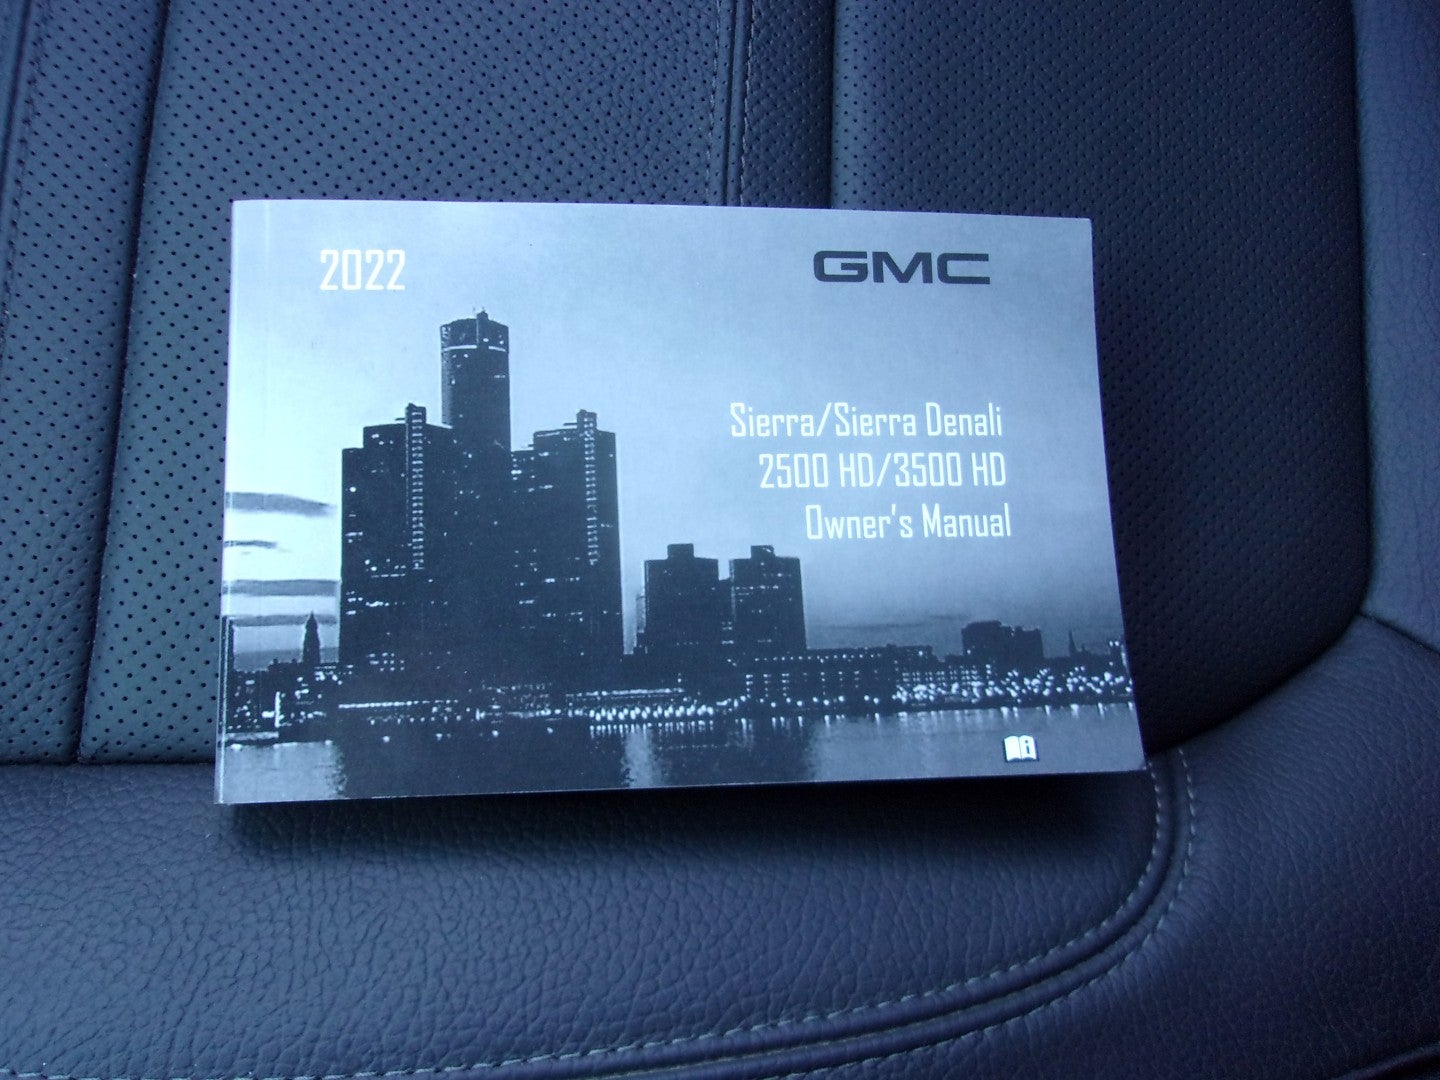 2022
GMC
Sierra/Sierra Denali
2500 HD/3500 HD
Owner's Manual